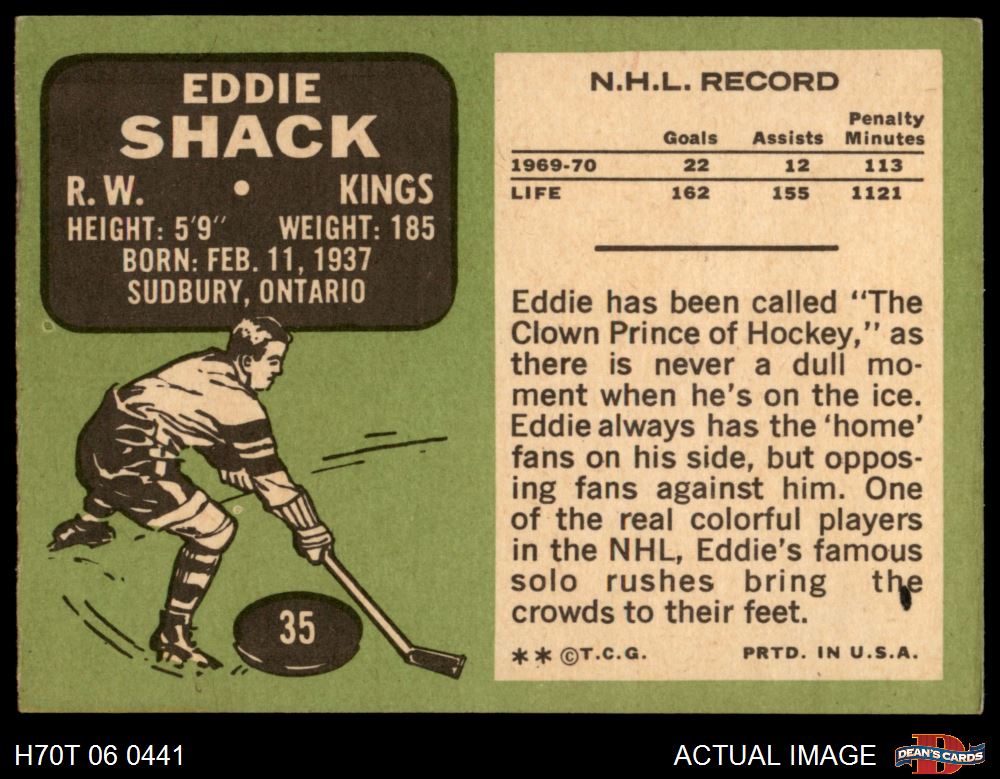 EDDIE
SHACK
R. W. • KINGS
HEIGHT: 5'9" WEIGHT: 185
BORN: FEB. 11, 1937
SUDBURY, ONTARIO
35
N.H.L. RECORD
Goals Assists Penalty Minutes
1969-70 22 12 113
LIFE 162 155 1121
Eddie has been called "The
Clown Prince of Hockey," as
there is never a dull mo-
ment when he's on the ice.
Eddie always has the 'home'
fans on his side, but oppos-
ing fans against him. One
of the real colorful players
in the NHL, Eddie's famous
solo rushes bring the
crowds to their feet.
** ©T.C.G. PRTD. IN U.S.A.
H70T 06 0441
ACTUAL IMAGE
DEAN'S CARDS